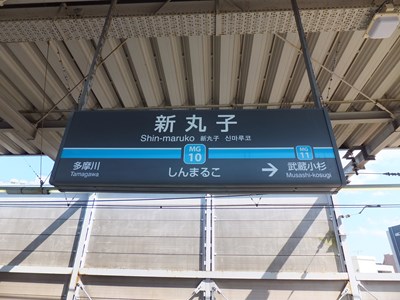 新丸子
Shin-maruko 新丸子 신마루코
MG
10
MG
11
多摩川
Tamagawa
しんまるこ
→
武蔵小杉
Musashi-kosugi